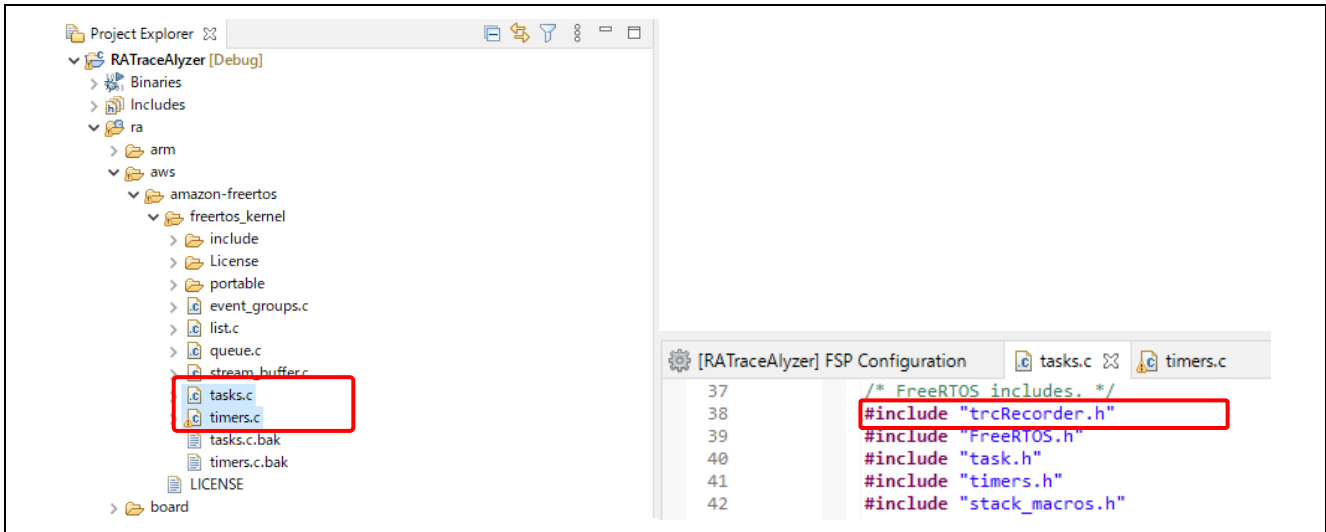 Project Explorer
RATraceAlyzer [Debug]
Binaries
Includes
ra
arm
aws
amazon-freertos
freertos_kernel
include
License
portable
event_groups.c
list.c
queue.c
stream_buffer.c
tasks.c
timers.c
tasks.c.bak
timers.c.bak
LICENSE
board
[RATraceAlyzer] FSP Configuration tasks.c timers.c
37 /* FreeRTOS includes. */
38 #include "trcRecorder.h"
39 #include "FreeRTOS.h"
40 #include "task.h"
41 #include "timers.h"
42 #include "stack_macros.h"